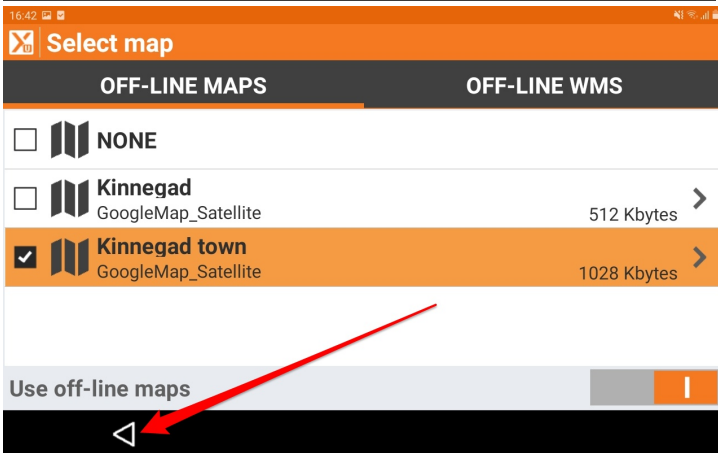 16:42
Select map
OFF-LINE MAPS
OFF-LINE WMS
NONE
Kinnegad
GoogleMap_Satellite
512 Kbytes
Kinnegad town
GoogleMap_Satellite
1028 Kbytes
Use off-line maps